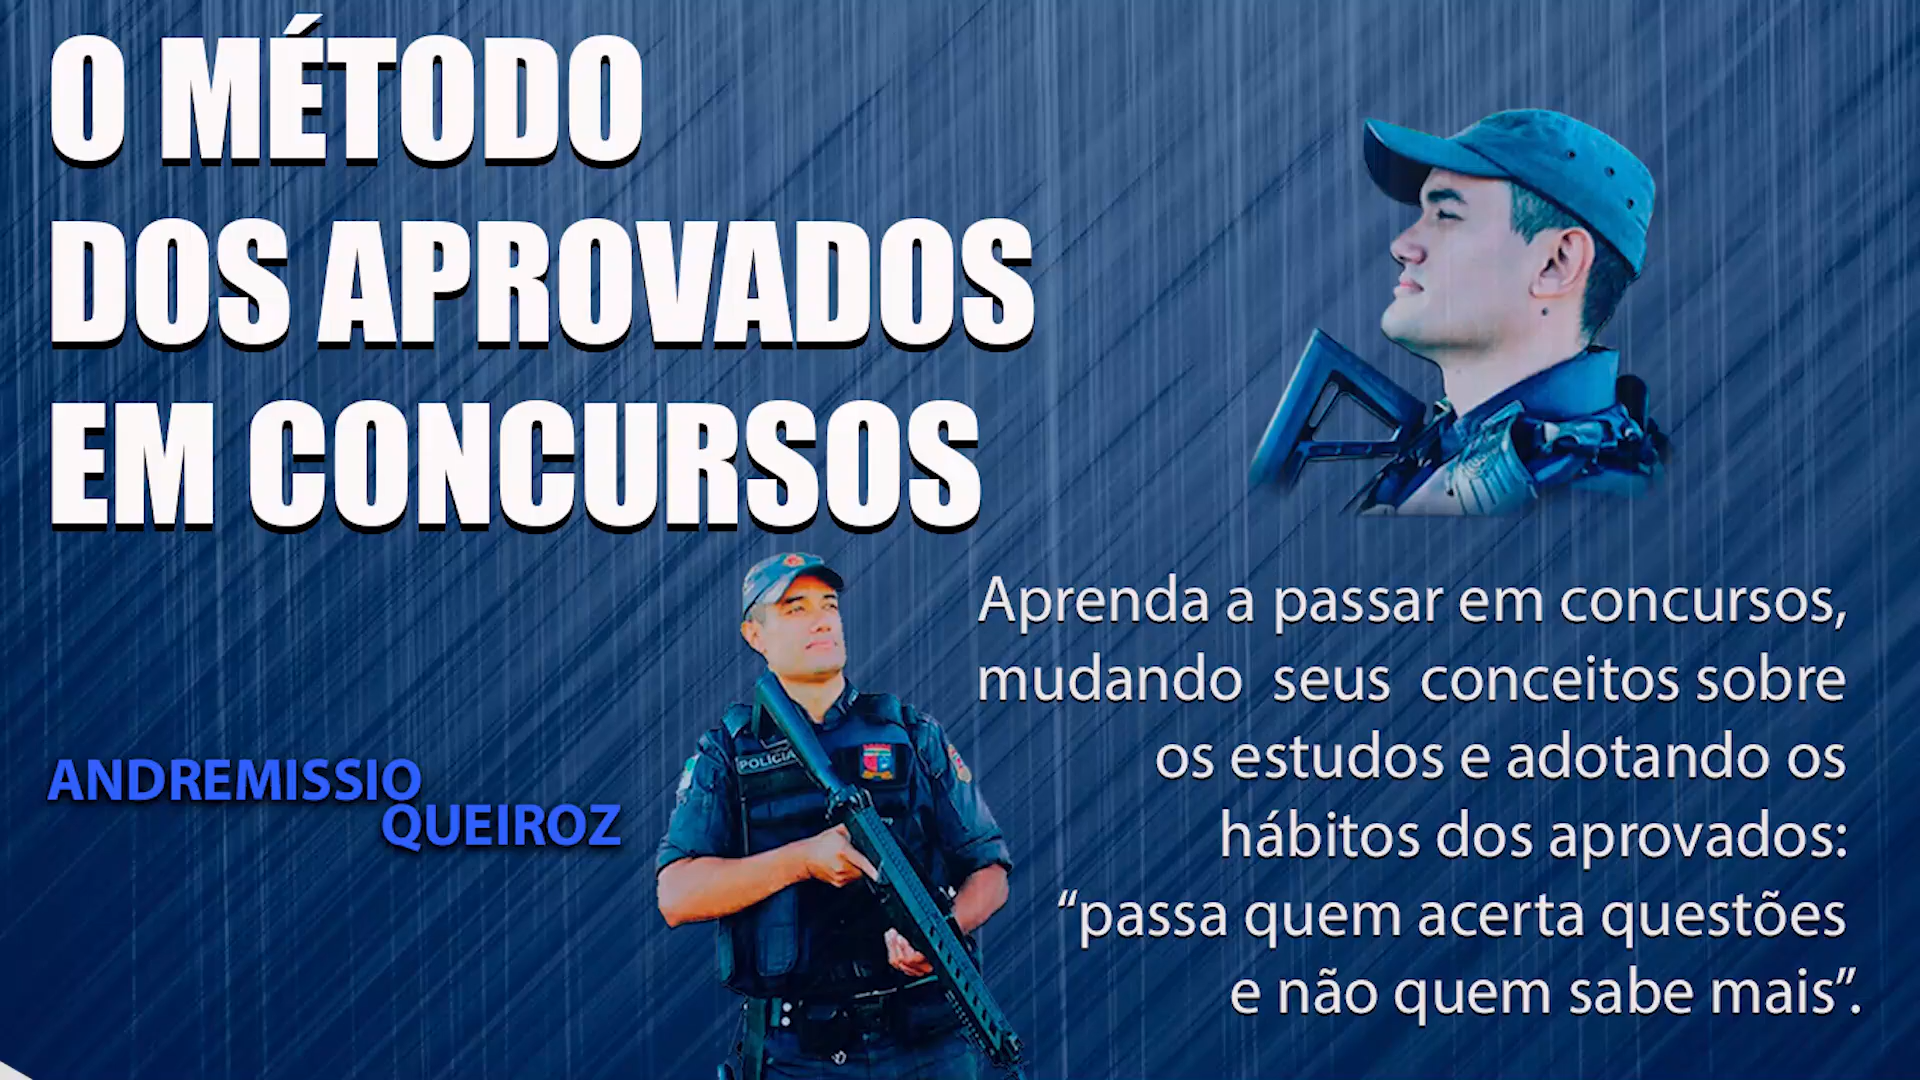 O MÉTODO
DOS APROVADOS
EM CONCURSOS
ANDREMISSIO
QUEIROZ
POLÍCIA
Aprenda a passar em concursos,
mudando seus conceitos sobre
os estudos e adotando os
hábitos dos aprovados:
“passa quem acerta questões
e não quem sabe mais”.